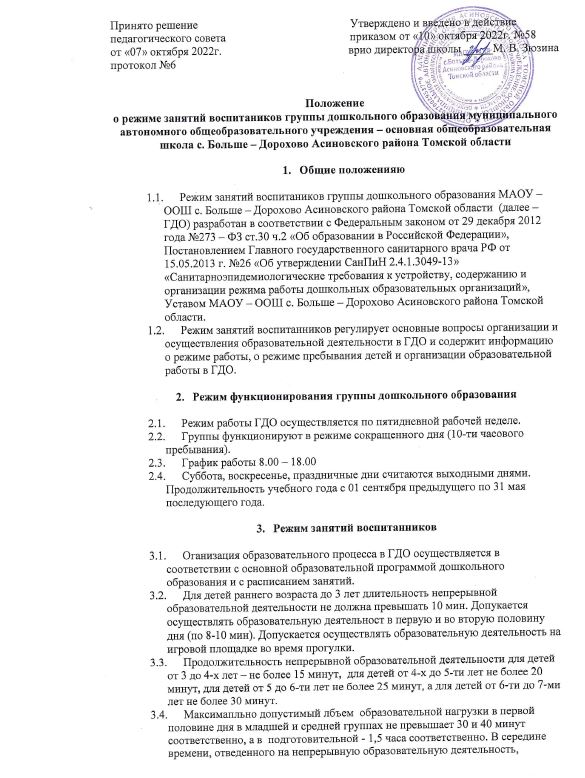 Принято решение
педагогического совета
от «07» октября 2022г.
протокол №6
Утверждено и введено в действие
приказом от «10» октября 2022г. №58
врио директора школы М. В. Зюзина
Положение
о режиме занятий воспитаников группы дошкольного образования муниципального
автономного общеобразовательного учреждения – основная общеобразовательная
школа с. Больше – Дорохово Асиновского района Томской области
1. Общие положенияю
1.1. Режим занятий воспитаников группы дошкольного образования МАОУ –
ООШ с. Больше – Дорохово Асиновского района Томской области (далее –
ГДО) разработан в соответствии с Федеральным законом от 29 декабря 2012
года №273 – ФЗ ст.30 ч.2 «Об образовании в Российской Федерации»,
Постановлением Главного государственного санитарного врача РФ от
15.05.2013 г. №26 «Об утверждении СанПиН 2.4.1.3049-13»
«Санитарноэпидемиологические требования к устройству, содержанию и
организации режима работы дошкольных образовательных организаций»,
Уставом МАОУ – ООШ с. Больше – Дорохово Асиновского района Томской
области.
1.2. Режим занятий воспитанников регулирует основные вопросы организации и
осуществления образовательной деятельности в ГДО и содержит информацию
о режиме работы, о режиме пребывания детей и организации образовательной
работы в ГДО.
2. Режим функционирования группы дошкольного образования
2.1. Режим работы ГДО осуществляется по пятидневной рабочей неделе.
2.2. Группы функционируют в режиме сокращенного дня (10-ти часового
пребывания).
2.3. График работы 8.00 – 18.00
2.4. Суббота, воскресенье, праздничные дни считаются выходными днями.
Продолжительность учебного года с 01 сентября предыдущего по 31 мая
последующего года.
3. Режим занятий воспитанников
3.1. Оганизация образовательного процесса в ГДО осуществляется в
соответствии с основной образовательной программой дошкольного
образования и с расписанием занятий.
3.2. Для детей раннего возраста до 3 лет длительность непрерывной
образовательной деятельности не должна превышать 10 мин. Допукается
осуществлять образовательную деятельност в первую и во вторую половину
дня (по 8-10 мин). Допускается осуществлять образовательную деятельность на
игровой площадке во время прогулки.
3.3. Продолжительность непрерывной образовательной деятельности для детей
от 3 до 4-х лет – не более 15 минут, для детей от 4-х до 5-ти лет не более 20
минут, для детей от 5 до 6-ти лет не более 25 минут, а для детей от 6-ти до 7-ми
лет не более 30 минут.
3.4. Максимапльно допустимый лбъем образовательной нагрузки в первой
половине дня в младшей и средней группах не превышает 30 и 40 минут
соответственно, а в подготовительной - 1,5 часа соответственно. В середине
времени, отведенного на непрерывную образовательную деятельность,